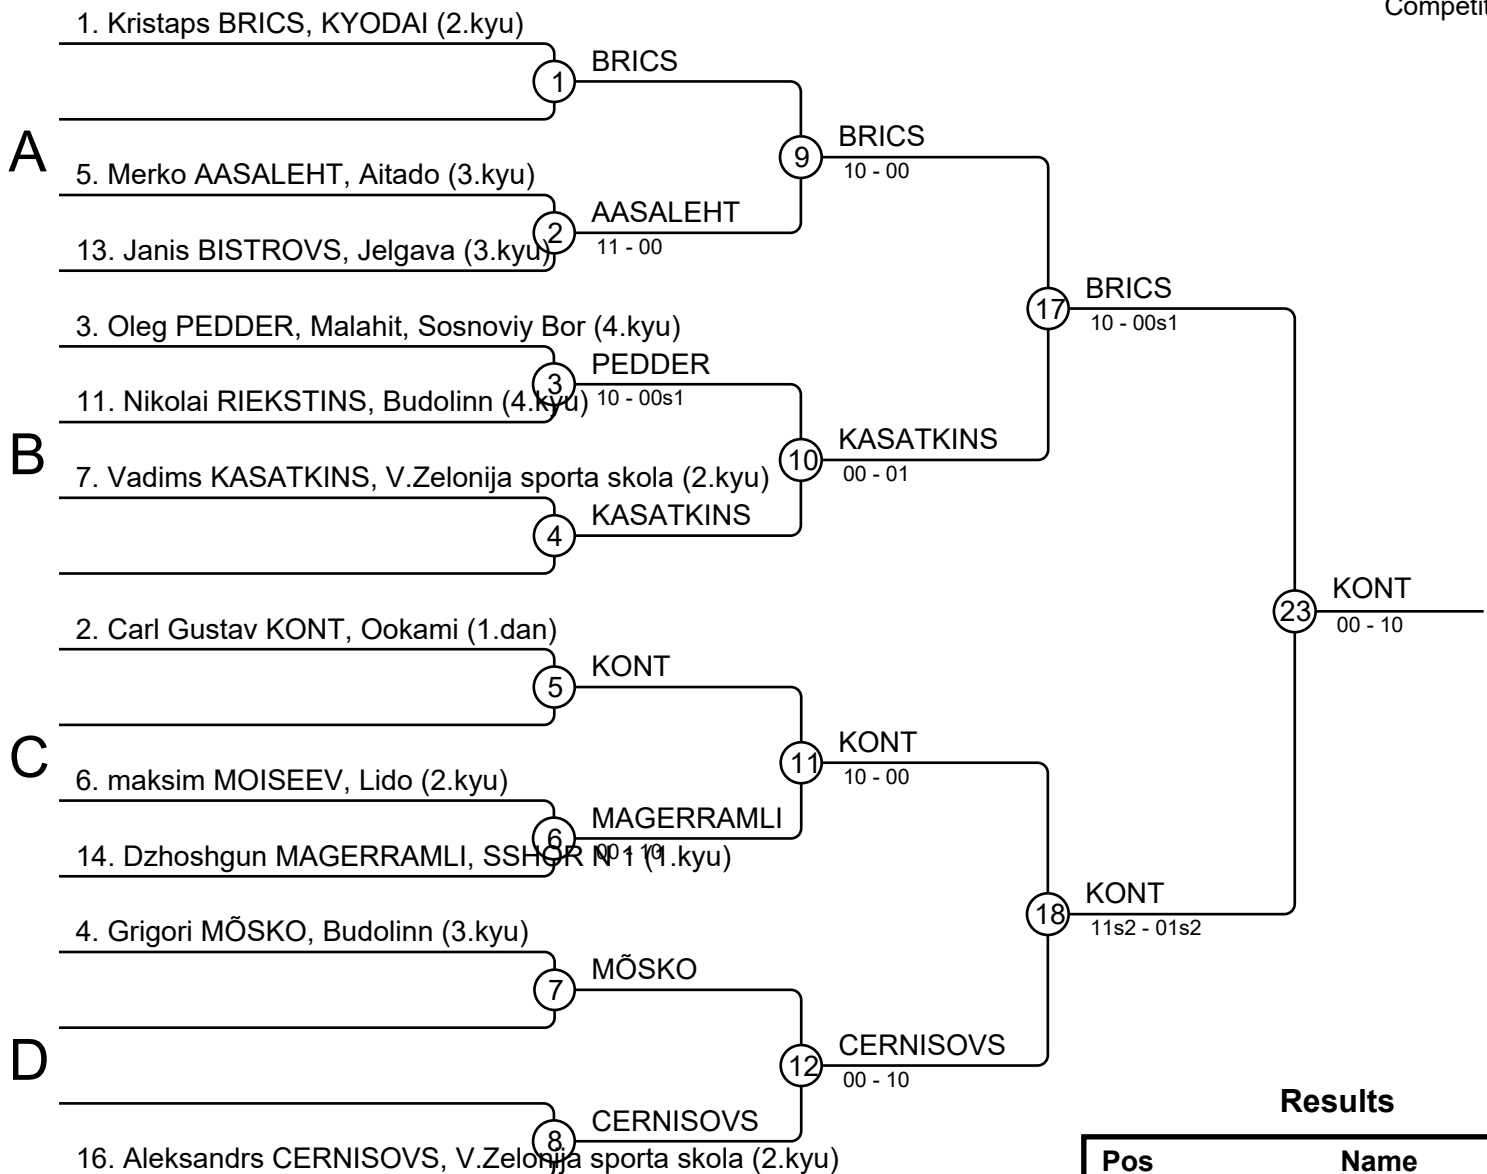 Competit
1. Kristaps BRICS, KYODAI (2.kyu)
1
BRICS
A
5. Merko AASALEHT, Aitado (3.kyu)
2
AASALEHT
11 - 00
13. Janis BISTROVS, Jelgava (3.kyu)
9
BRICS
10 - 00
3. Oleg PEDDER, Malahit, Sosnoviy Bor (4.kyu)
3
PEDDER
10 - 00s1
11. Nikolai RIEKSTINS, Budolinn (4.kyu)
B
7. Vadims KASATKINS, V.Zelonija sporta skola (2.kyu)
4
KASATKINS
10
KASATKINS
00 - 01
17
BRICS
10 - 00s1
2. Carl Gustav KONT, Ookami (1.dan)
5
KONT
C
6. maksim MOISEEV, Lido (2.kyu)
6
MAGERRAMLI
00 - 10
14. Dzhoshgun MAGERRAMLI, SSHOR N 1 (1.kyu)
11
KONT
10 - 00
4. Grigori MÕSKO, Budolinn (3.kyu)
7
MÕSKO
D
8
CERNISOVS
16. Aleksandrs CERNISOVS, V.Zelonija sporta skola (2.kyu)
12
CERNISOVS
00 - 10
18
KONT
11s2 - 01s2
23
KONT
00 - 10
Results
Pos Name